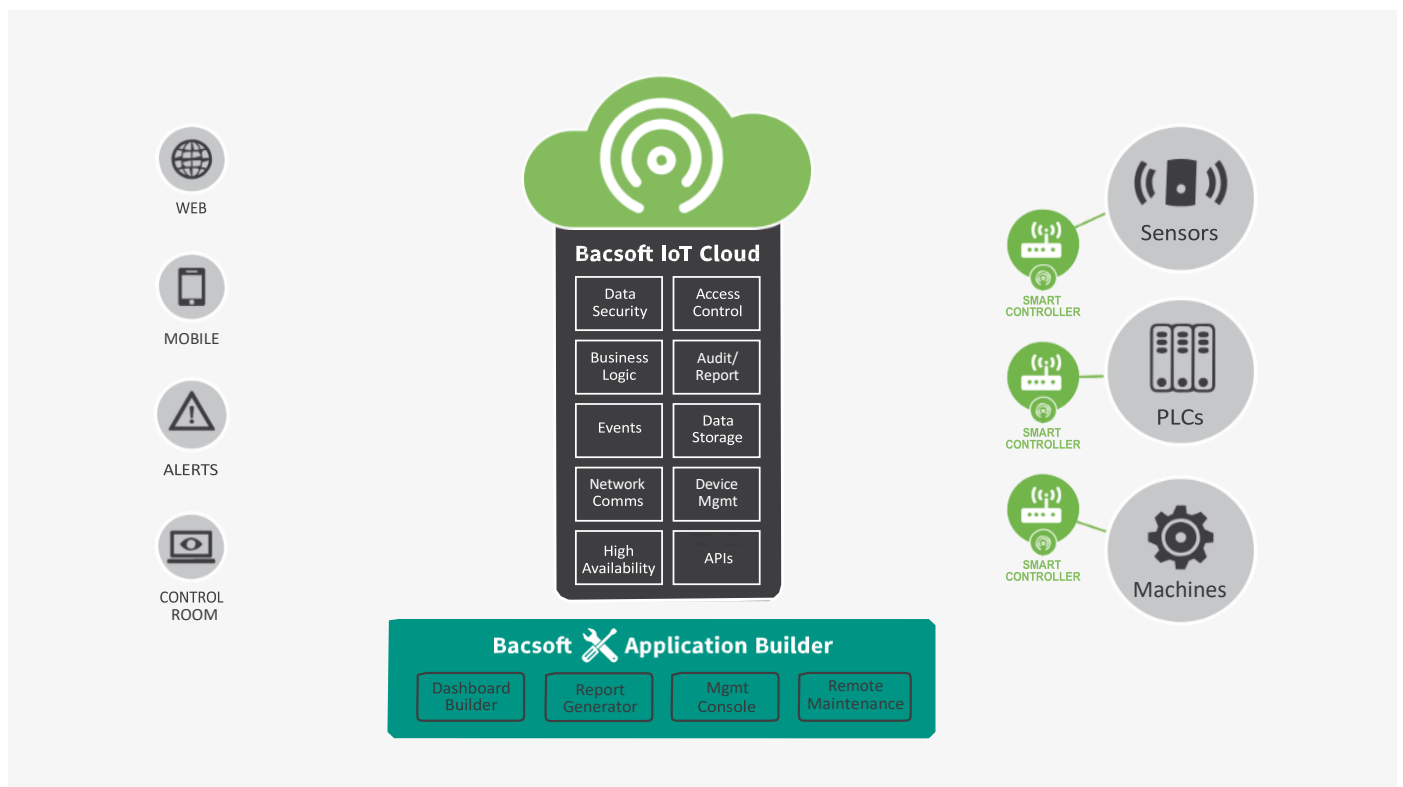 WEB
MOBILE
ALERTS
CONTROL
ROOM
Bacsoft IoT Cloud
Data
Security
Access
Control
Business
Logic
Audit/
Report
Events
Data
Storage
Network
Comms
Device
Mgmt
High
Availability
APIs
Bacsoft Application Builder
Dashboard
Builder
Report
Generator
Mgmt
Console
Remote
Maintenance
SMART
CONTROLLER
Sensors
SMART
CONTROLLER
PLCs
SMART
CONTROLLER
Machines